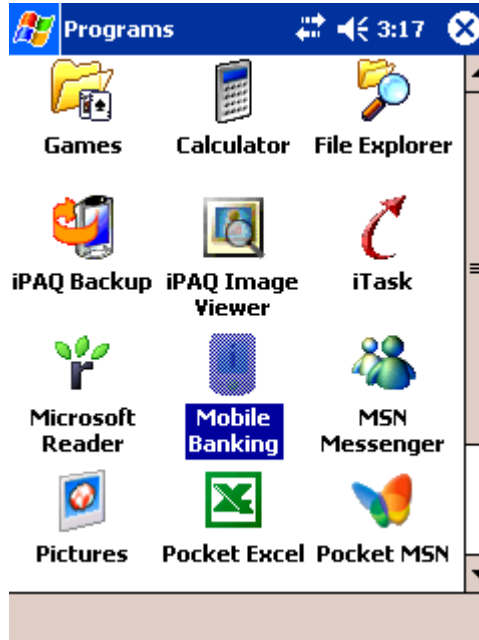 Programs 3:17
Games Calculator File Explorer
iPAQ Backup iPAQ Image Viewer iTask
Microsoft Reader Mobile Banking MSN Messenger
Pictures Pocket Excel Pocket MSN